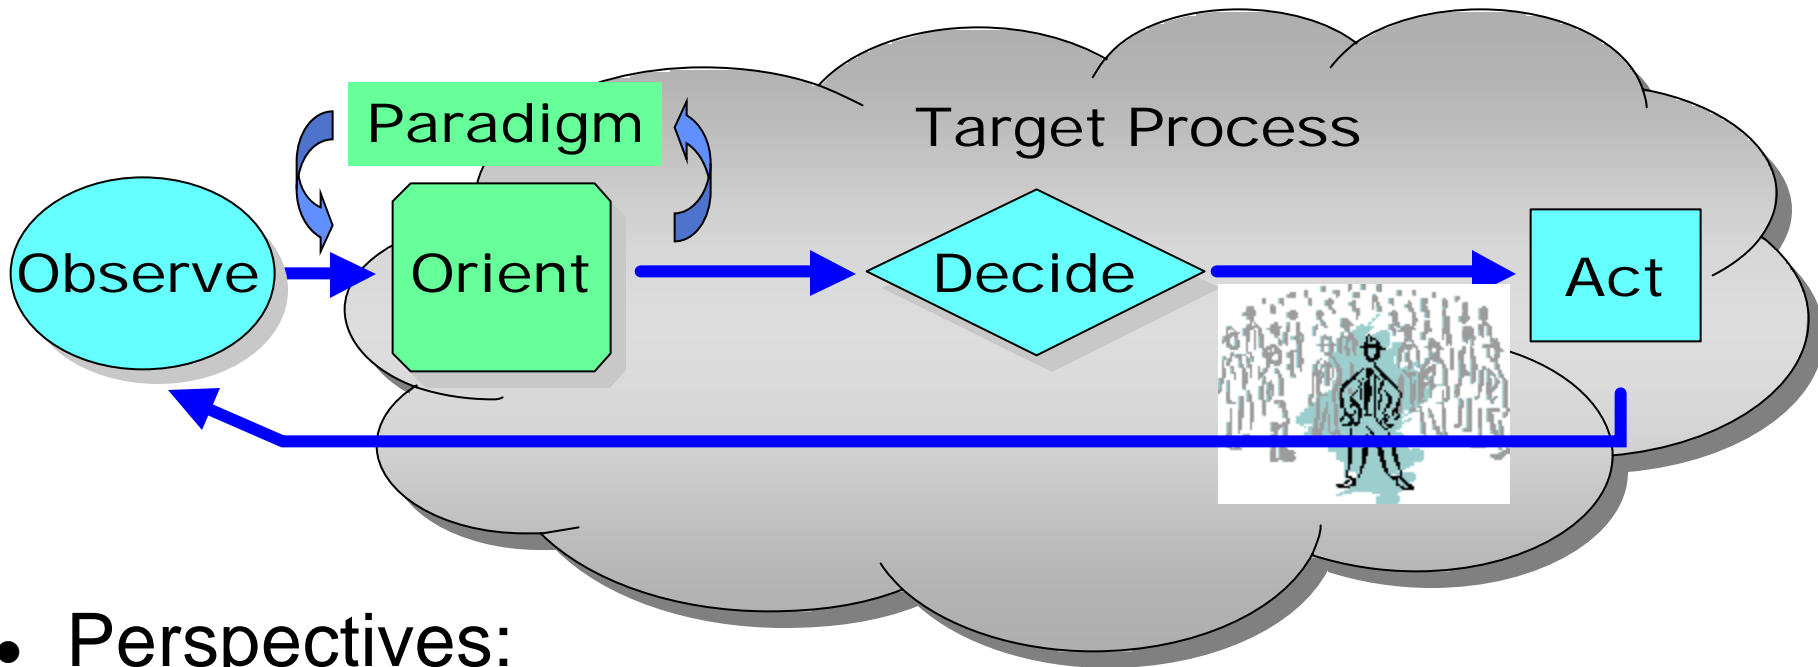 Paradigm
Target Process
Observe
Orient
Decide
Act
• Perspectives: